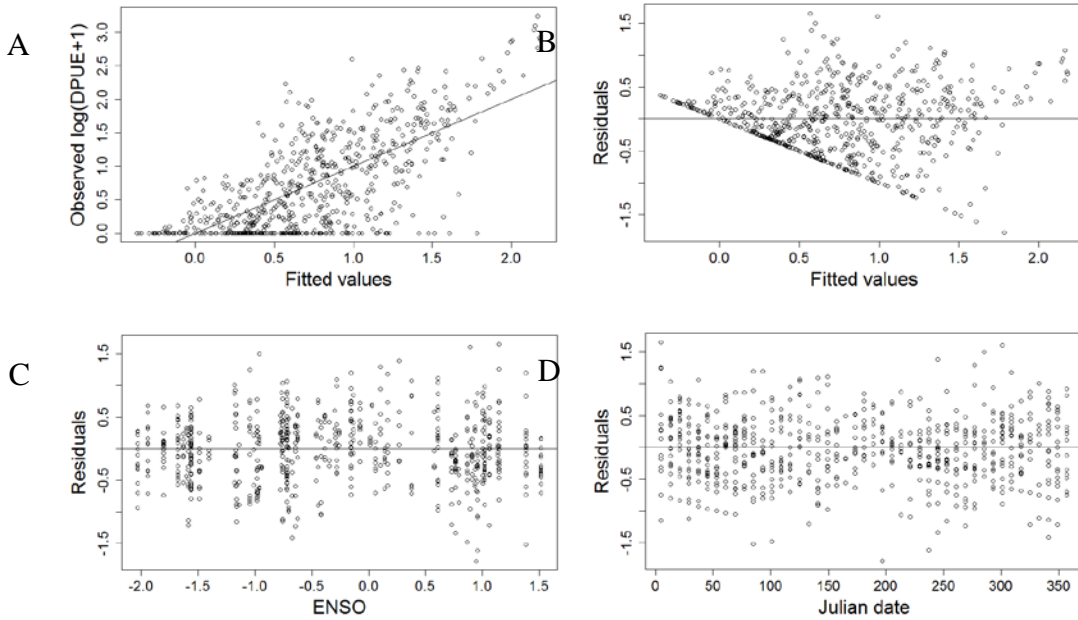 A
Observed log(DPUE+1)
0.0 0.5 1.0 1.5 2.0 2.5 3.0
0.0 0.5 1.0 1.5 2.0
Fitted values
B
Residuals
-1.5 -0.5 0.5 1.5
0.0 0.5 1.0 1.5 2.0
Fitted values
C
Residuals
-1.5 -0.5 0.5 1.5
-2.0 -1.5 -1.0 -0.5 0.0 0.5 1.0 1.5
ENSO
D
Residuals
-1.5 -0.5 0.5 1.5
0 50 100 150 200 250 300 350
Julian date